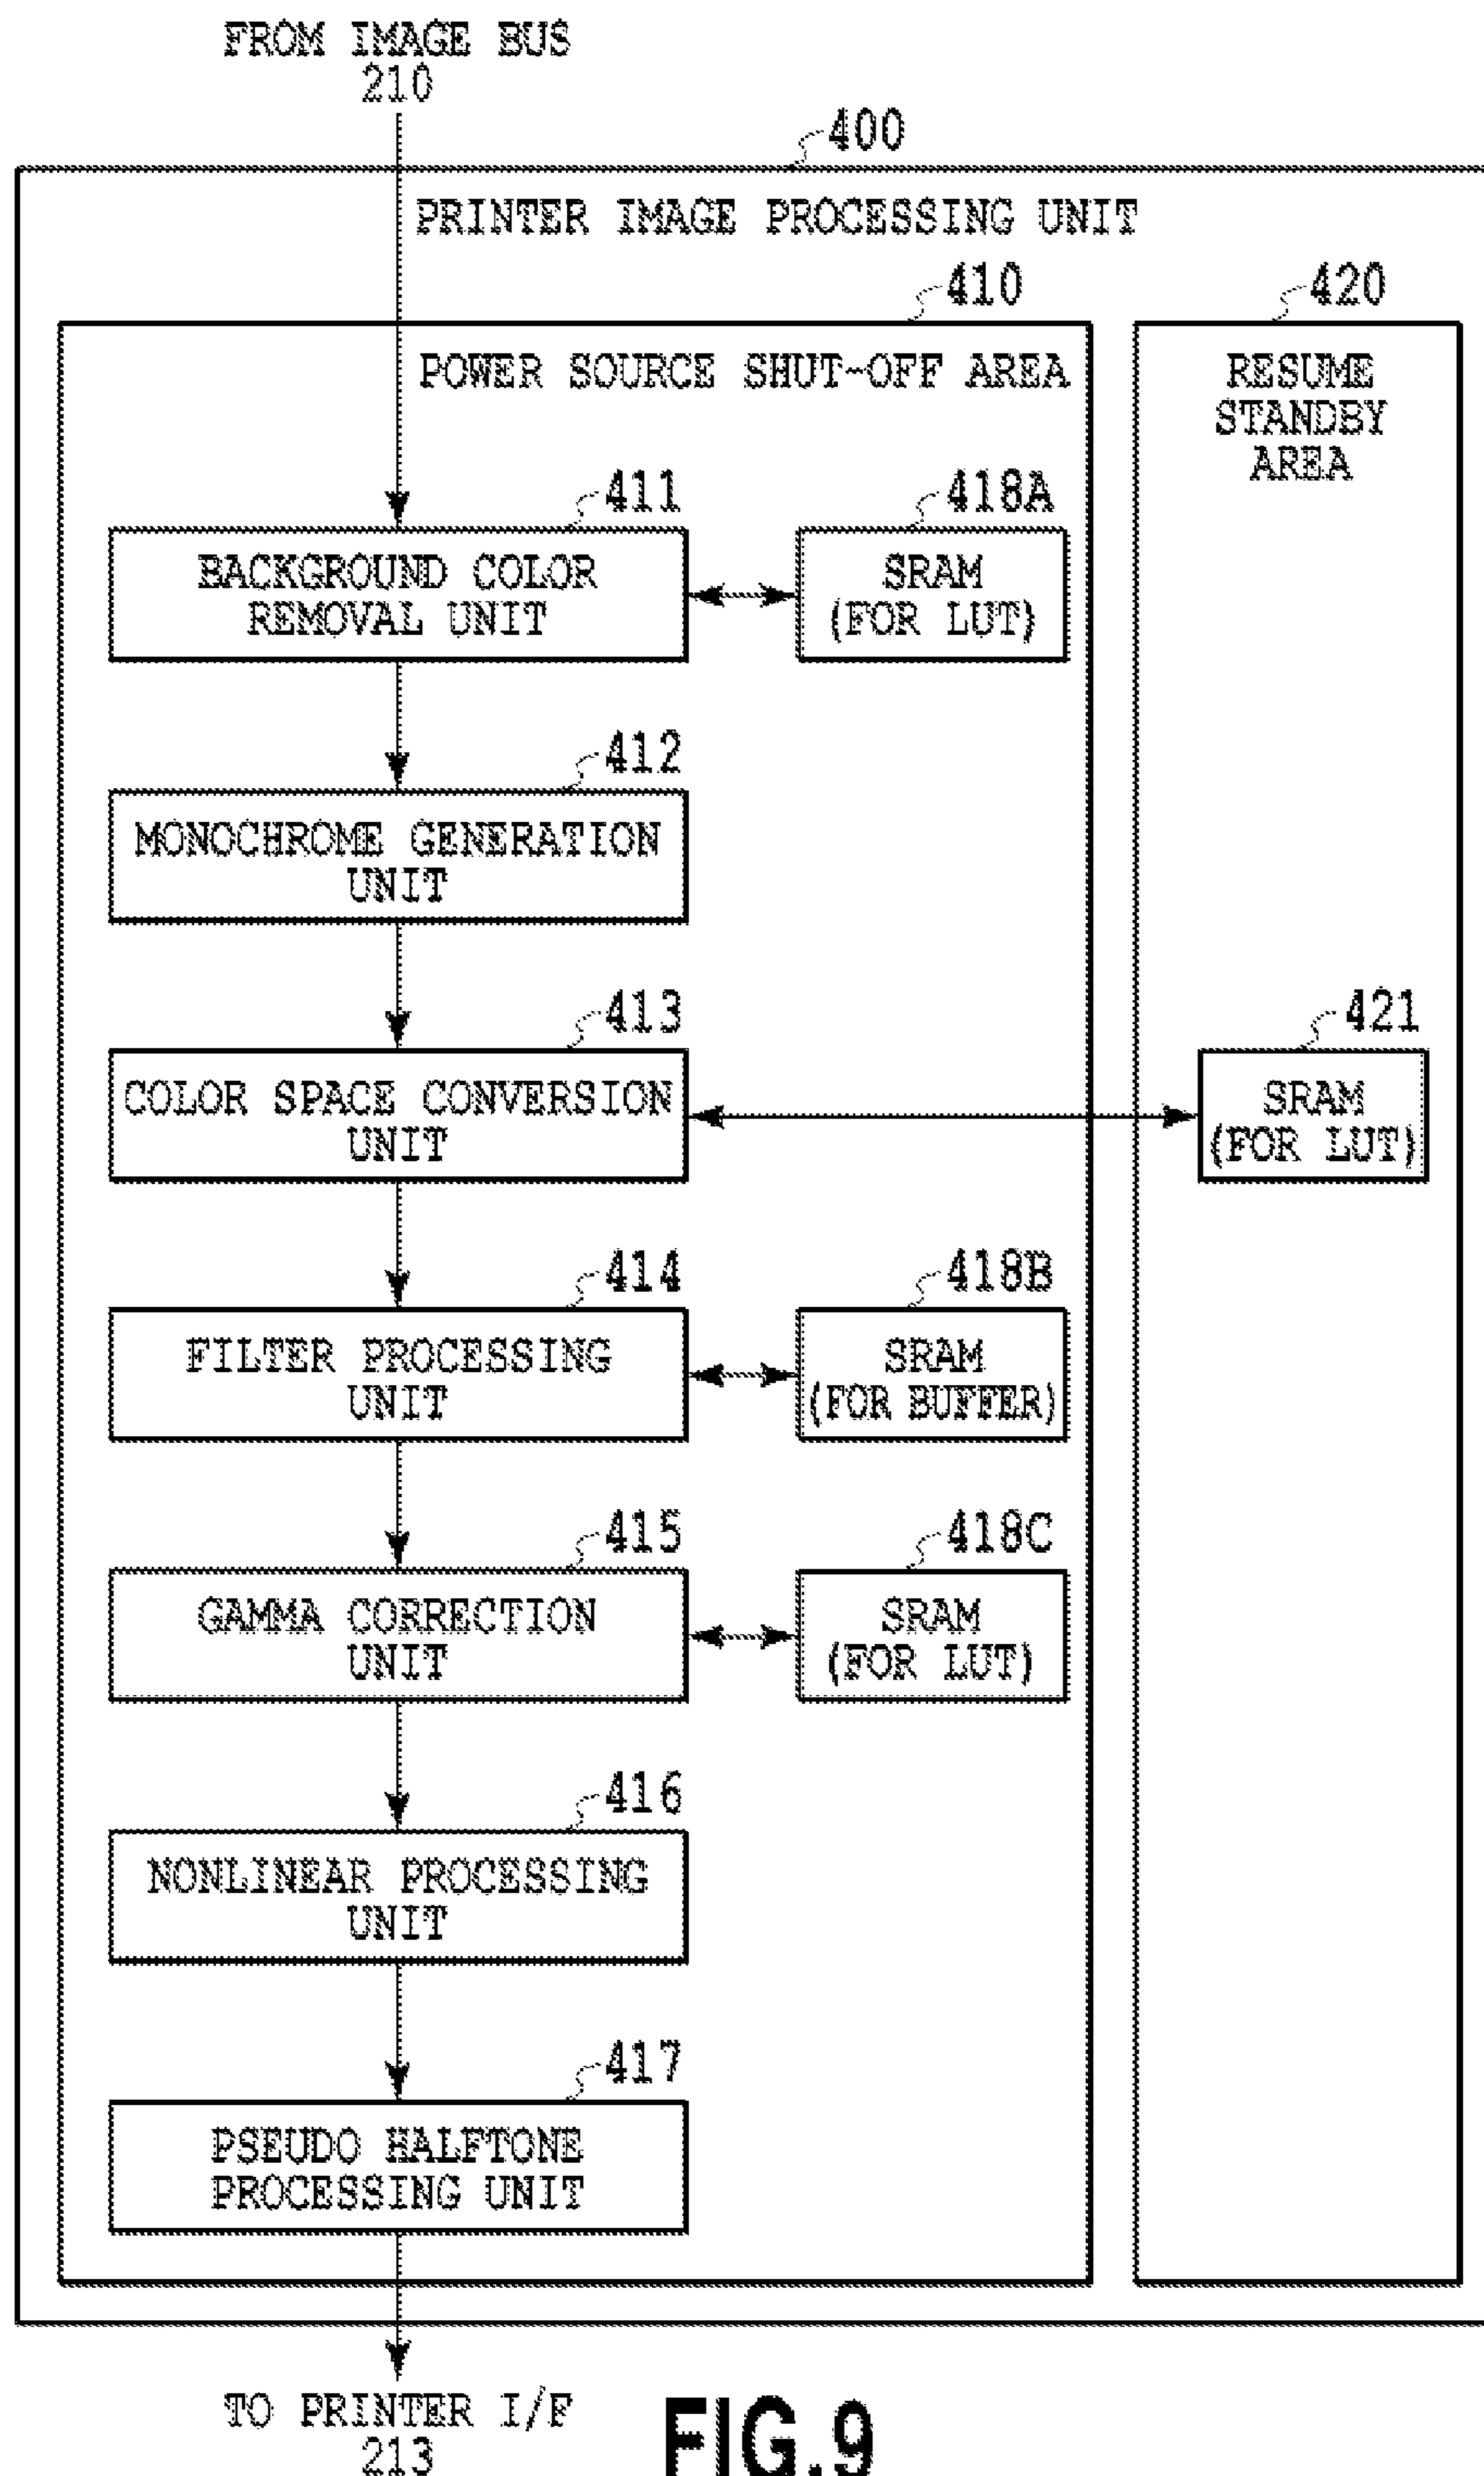 FROM IMAGE BUS
210
400
PRINTER IMAGE PROCESSING UNIT
410
420
POWER SOURCE SHUT-OFF AREA
RESUME
STANDBY
AREA
411
418A
BACKGROUND COLOR
REMOVAL UNIT
SRAM
(FOR LUT)
412
MONOCHROME GENERATION
UNIT
413
421
COLOR SPACE CONVERSION
UNIT
SRAM
(FOR LUT)
414
418B
FILTER PROCESSING
UNIT
SRAM
(FOR BUFFER)
415
418C
GAMMA CORRECTION
UNIT
SRAM
(FOR LUT)
416
NONLINEAR PROCESSING
UNIT
417
PSEUDO HALFTONE
PROCESSING UNIT
TO PRINTER I/F
213
FIG.9